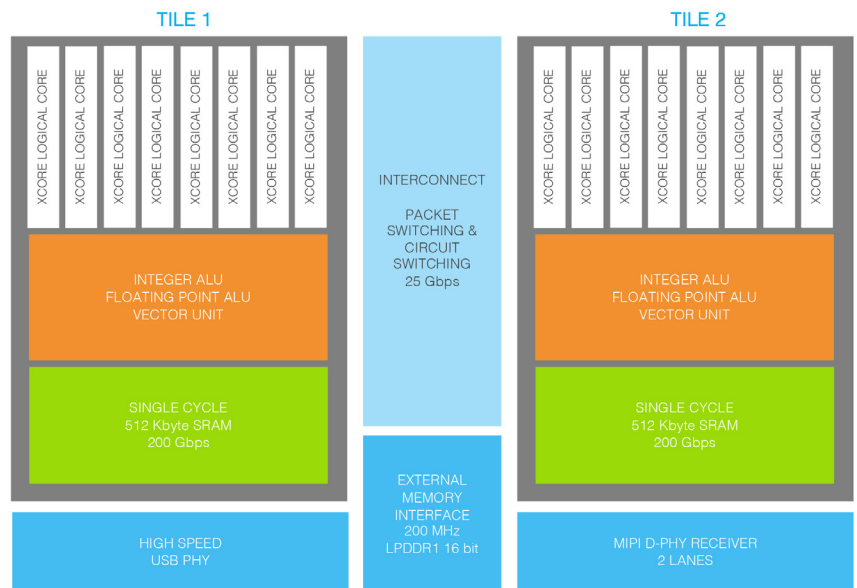 TILE 1
XCORE LOGICAL CORE
XCORE LOGICAL CORE
XCORE LOGICAL CORE
XCORE LOGICAL CORE
XCORE LOGICAL CORE
XCORE LOGICAL CORE
XCORE LOGICAL CORE
XCORE LOGICAL CORE
INTEGER ALU
FLOATING POINT ALU
VECTOR UNIT
SINGLE CYCLE
512 Kbyte SRAM
200 Gbps
HIGH SPEED
USB PHY
INTERCONNECT
PACKET
SWITCHING &
CIRCUIT
SWITCHING
25 Gbps
EXTERNAL
MEMORY
INTERFACE
200 MHz
LPDDR1 16 bit
TILE 2
XCORE LOGICAL CORE
XCORE LOGICAL CORE
XCORE LOGICAL CORE
XCORE LOGICAL CORE
XCORE LOGICAL CORE
XCORE LOGICAL CORE
XCORE LOGICAL CORE
XCORE LOGICAL CORE
INTEGER ALU
FLOATING POINT ALU
VECTOR UNIT
SINGLE CYCLE
512 Kbyte SRAM
200 Gbps
MIPI D-PHY RECEIVER
2 LANES